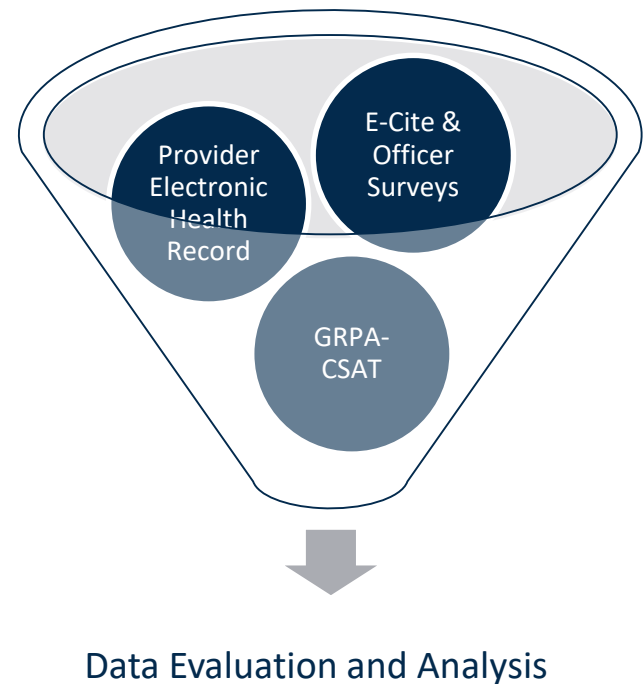 Provider
Electronic
Health
Record
E-Cite &
Officer
Surveys
GRPA-
CSAT
Data Evaluation and Analysis